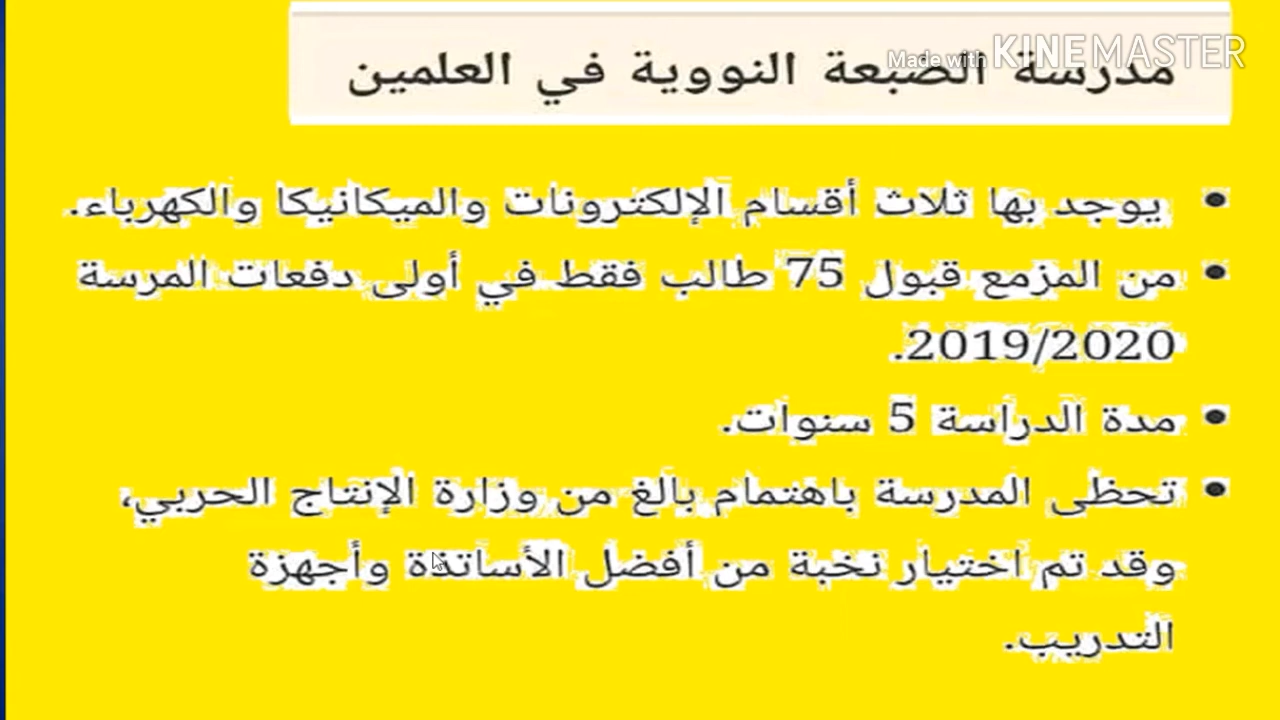 Made with KINEMASTER
مدرسة الضبعة النووية في العلمين
• يوجد بها ثلاث أقسام الإلكترونات والميكانيكا والكهرباء.
• من المزمع قبول 75 طالب فقط في أولى دفعات المرسة
2019/2020.
• مدة الدراسة 5 سنوات.
• تحظى المدرسة باهتمام بالغ من وزارة الإنتاج الحربي،
وقد تم اختيار نخبة من أفضل الأساتذة وأجهزة
التدريب.